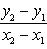 y₂ − y₁
x₂ − x₁